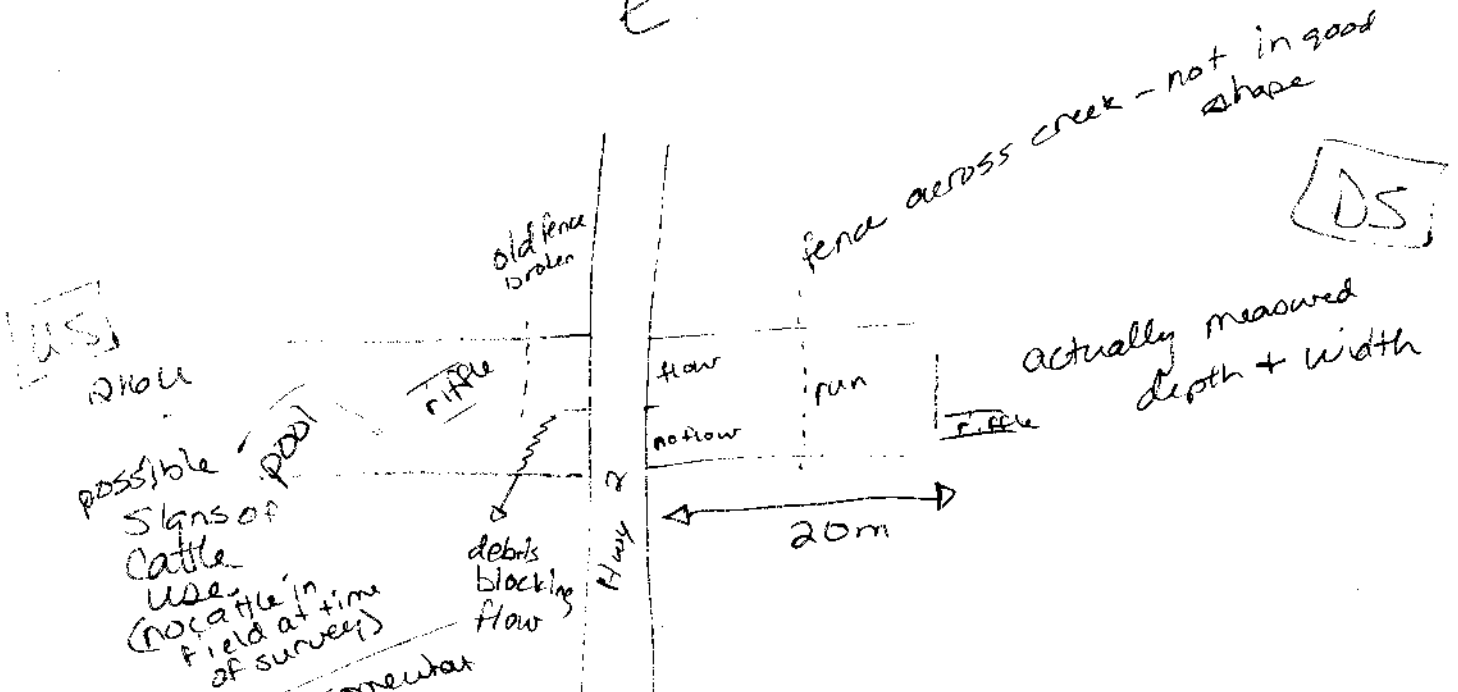 E
fence across creek - not in good
shape
DS
old fence
broken
US
riffle
flow
run
actually measured
depth + width
pool
no flow
riffle
possible
signs of
cattle
use
(no cattle in
field at time
of survey)
debris
blocking
flow
Hwy 2
20m